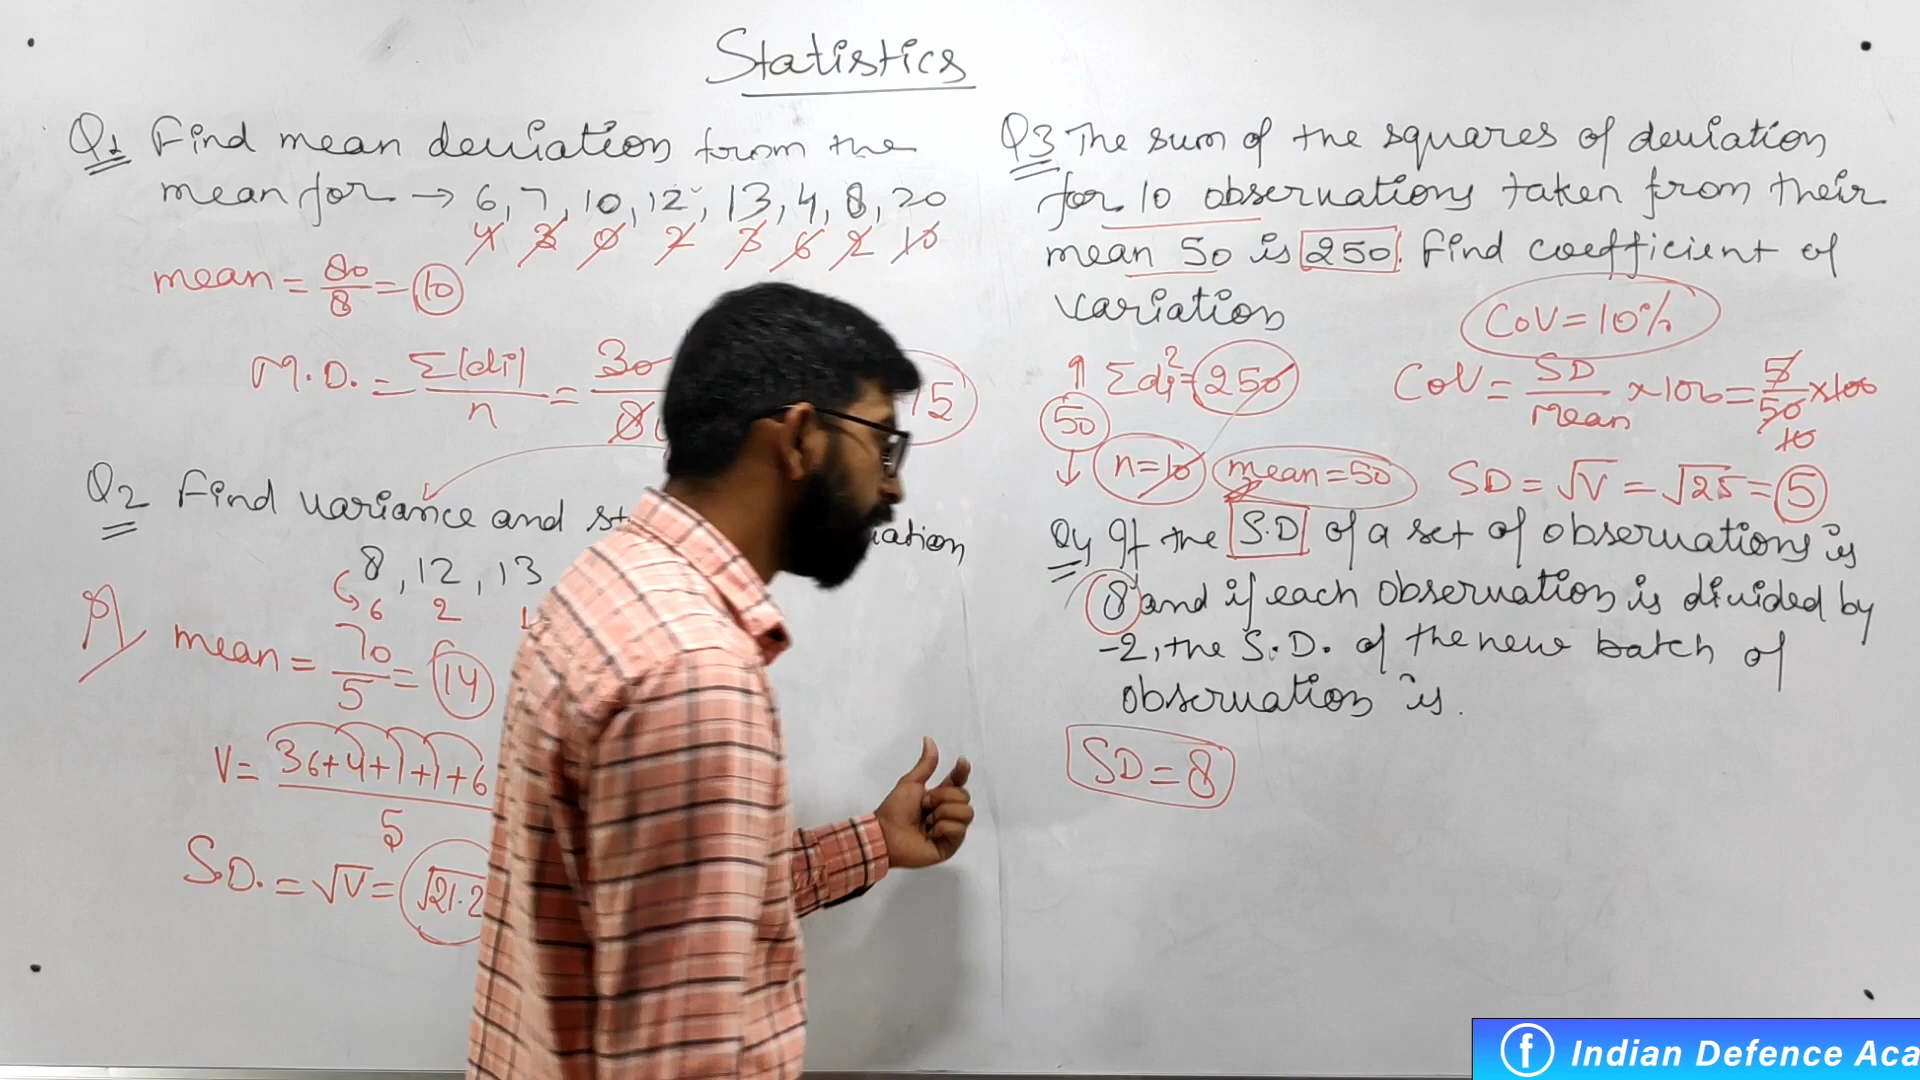 Statistics
Q1 Find mean deviation from the
mean for → 6, 7, 10, 12, 13, 4, 8, 20
4 3 0 2 3 6 2 10
mean = 80/8 = 10
M.D. = Σ|di|/n = 30/8
75
Q2 Find variance and
uation
8, 12, 13
6 2 1
mean = 70/5 = 14
V = 36+4+1+1+6
5
S.D. = √V = √21.2
Q3 The sum of the squares of deviation
for 10 observations taken from their
mean 50 is 250. Find coefficient of
variation
CoV = 10%
Σdi² = 250
CoV = SD/Mean × 100 = 5/50 × 100
10
50
n = 10 mean = 50
SD = √V = √25 = 5
Q4 If the S.D of a set of observations is
8 and if each observation is divided by
-2, the S.D. of the new batch of
observation is.
SD = 8
f Indian Defence Aca